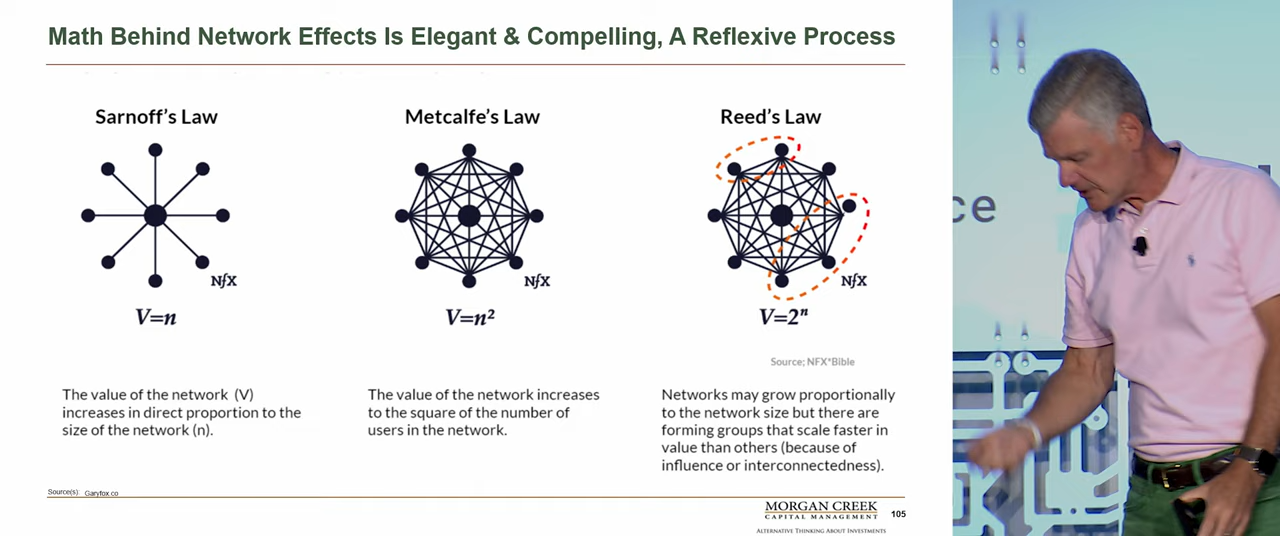 Math Behind Network Effects Is Elegant & Compelling, A Reflexive Process
Sarnoff's Law
NfX
V=n
The value of the network (V)
increases in direct proportion to the
size of the network (n).
Metcalfe's Law
NfX
V=n²
The value of the network increases
to the square of the number of
users in the network.
Reed's Law
NfX
V=2ⁿ
Source; NFX*Bible
Networks may grow proportionally
to the network size but there are
forming groups that scale faster in
value than others (because of
influence or interconnectedness).
Source(s): Garyfox.co
MORGAN CREEK
CAPITAL MANAGEMENT
ALTERNATIVE THINKING ABOUT INVESTMENTS
105
ce